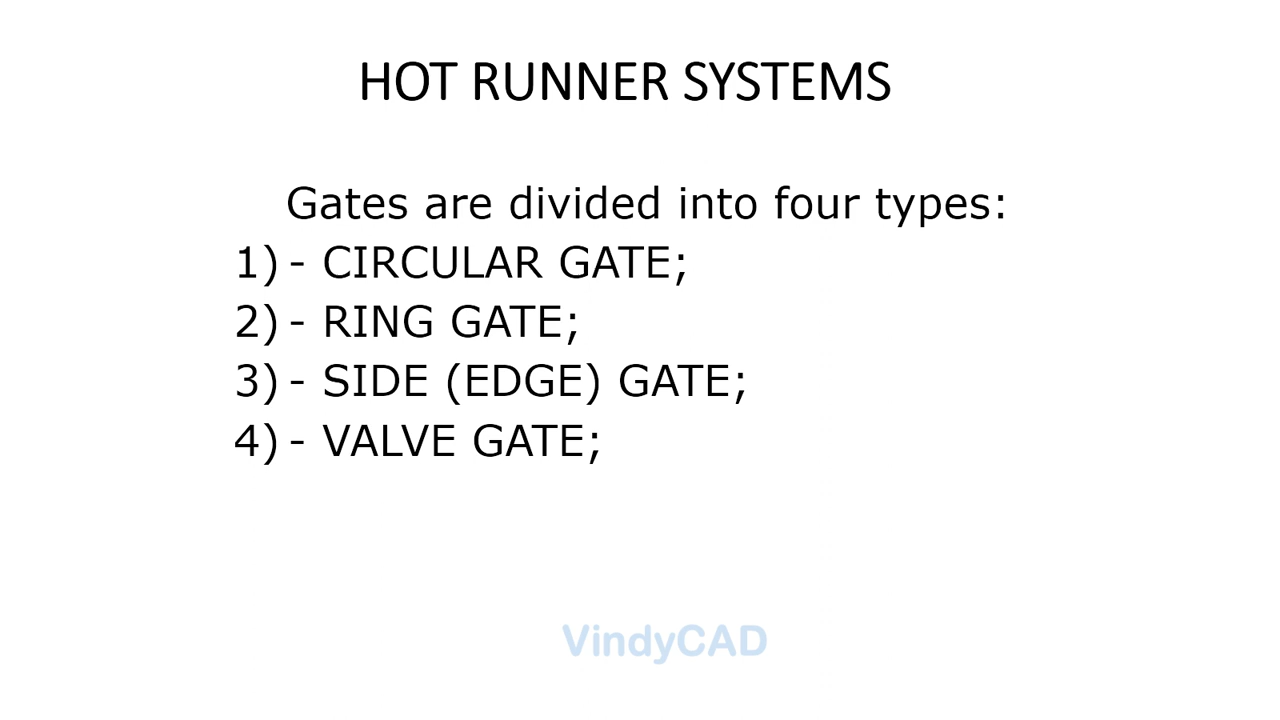 HOT RUNNER SYSTEMS
Gates are divided into four types:
1) - CIRCULAR GATE;
2) - RING GATE;
3) - SIDE (EDGE) GATE;
4) - VALVE GATE;
VindyCAD